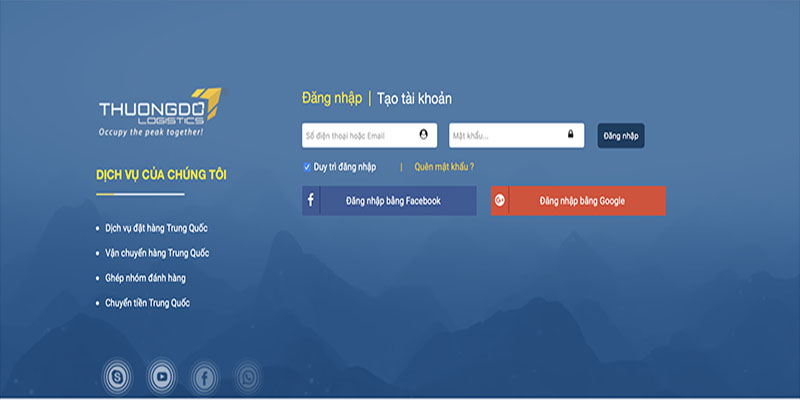 THUONGDO
LOGISTICS
Occupy the peak together!
DỊCH VỤ CỦA CHÚNG TÔI
Dịch vụ đặt hàng Trung Quốc
Vận chuyển hàng Trung Quốc
Ghép nhóm đánh hàng
Chuyển tiền Trung Quốc
Đăng nhập | Tạo tài khoản
Số điện thoại hoặc Email
Mật khẩu...
Đăng nhập
Duy trì đăng nhập | Quên mật khẩu ?
Đăng nhập bằng Facebook
Đăng nhập bằng Google